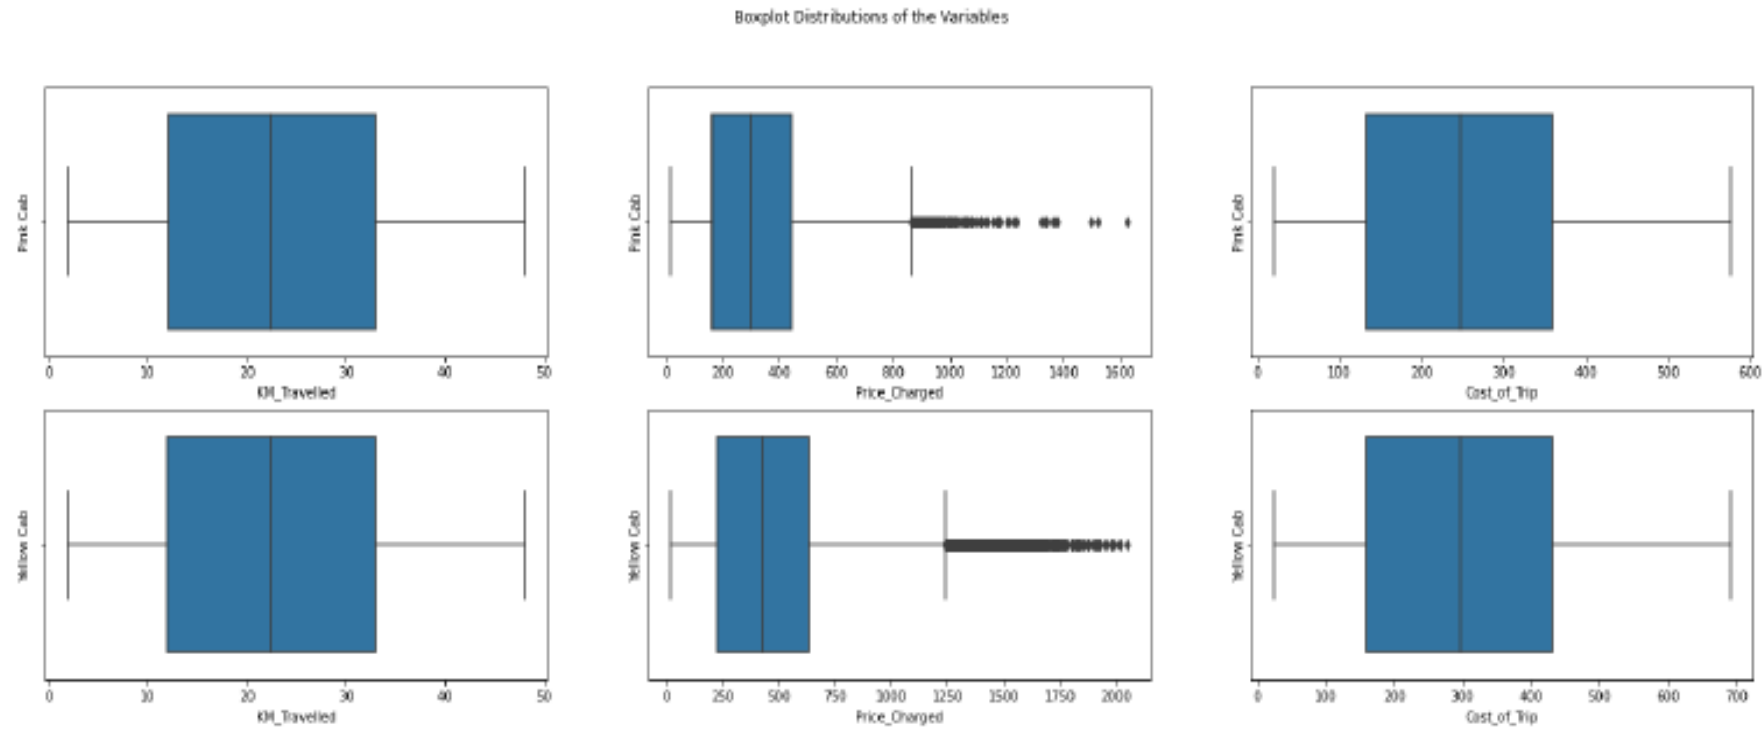 Boxplot Distributions of the Variables
Pink Cab
0 10 20 30 40 50
KM_Travelled
Pink Cab
0 200 400 600 800 1000 1200 1400 1600
Price_Charged
Pink Cab
0 100 200 300 400 500 600
Cost_of_Trip
Yellow Cab
0 10 20 30 40 50
KM_Travelled
Yellow Cab
0 250 500 750 1000 1250 1500 1750 2000
Price_Charged
Yellow Cab
0 100 200 300 400 500 600 700
Cost_of_Trip